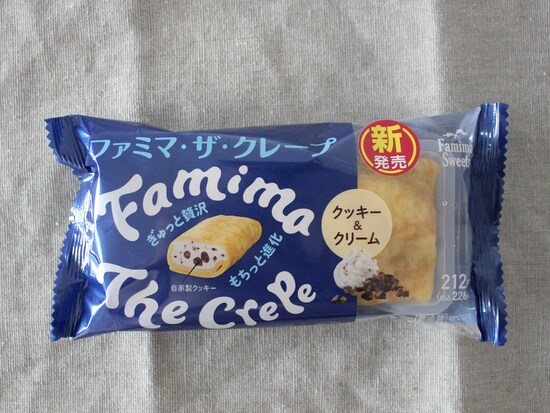 ファミマ・ザ・クレープ
Famima
The Crepe
ぎゅっと贅沢
もちっと進化
自家製クッキー
新
発売
クッキー
&
クリーム
Famima
Sweets
212